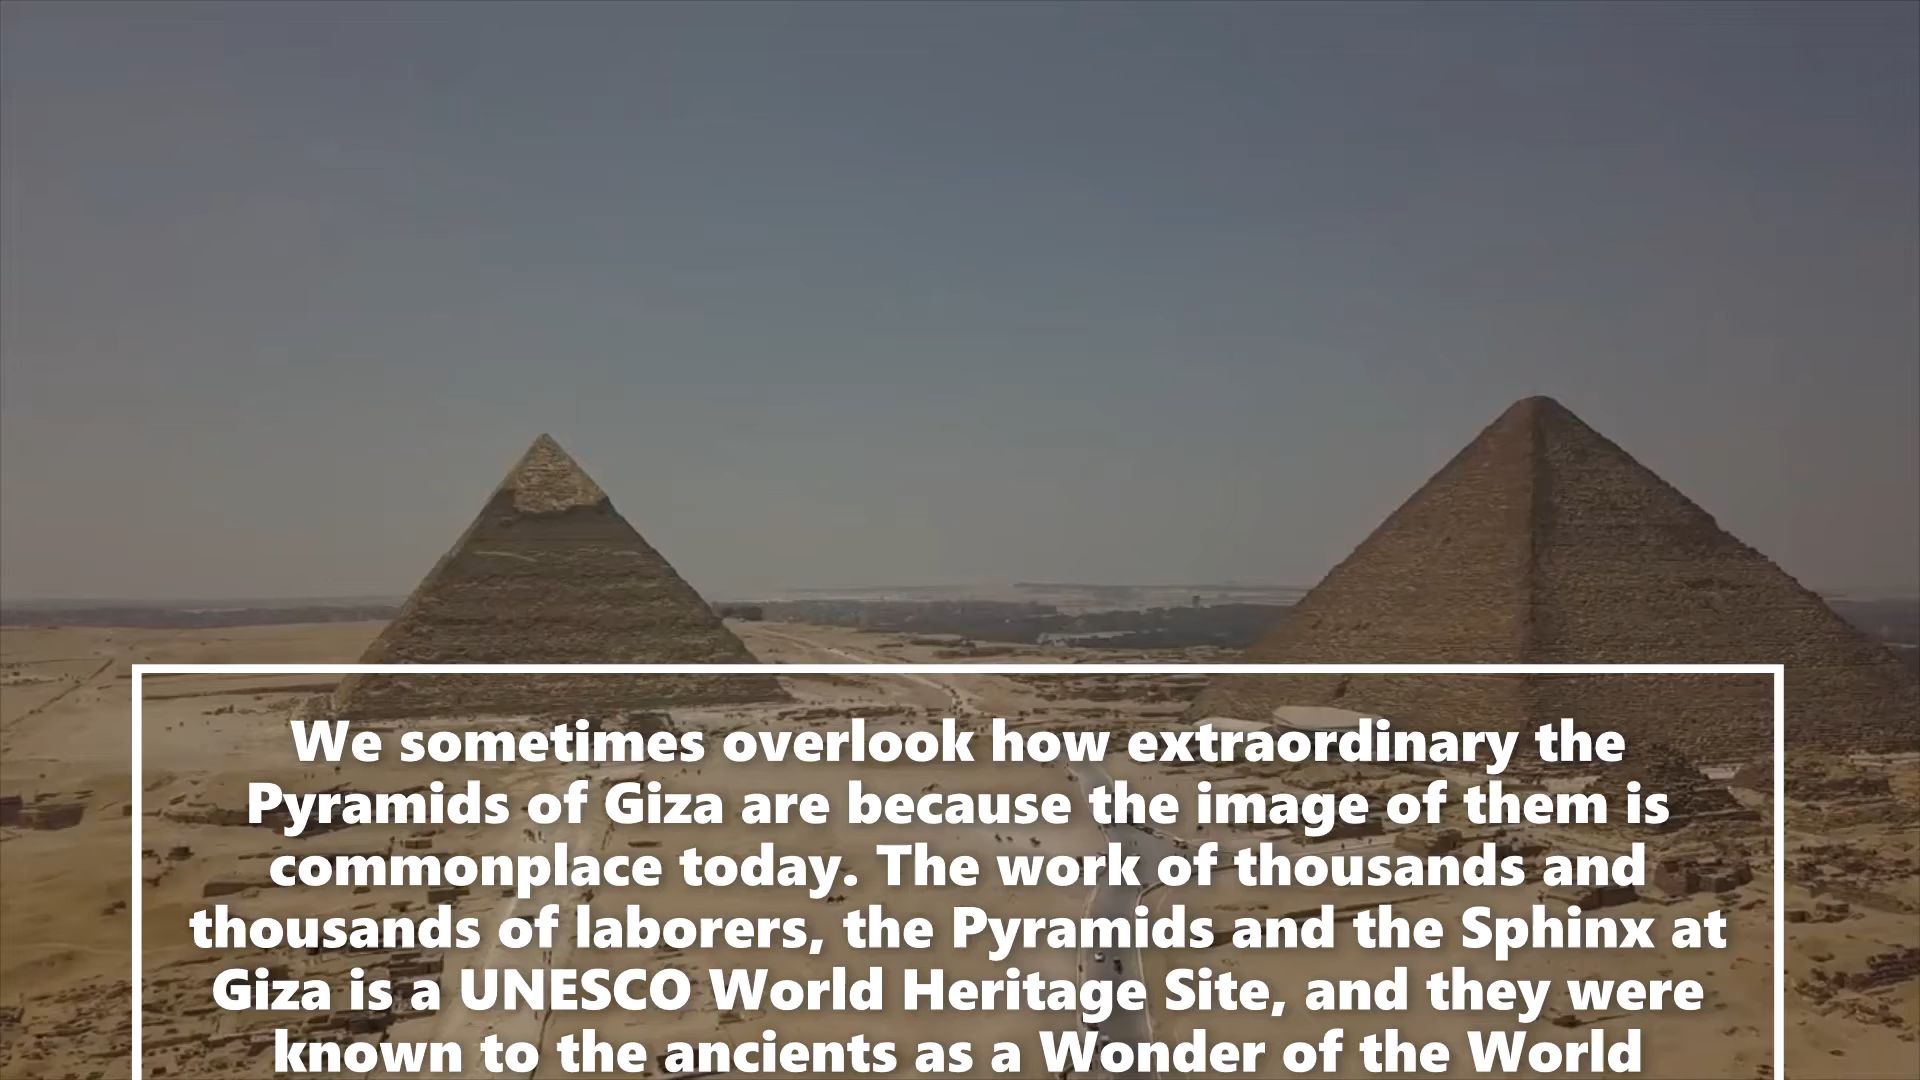 We sometimes overlook how extraordinary the
Pyramids of Giza are because the image of them is
commonplace today. The work of thousands and
thousands of laborers, the Pyramids and the Sphinx at
Giza is a UNESCO World Heritage Site, and they were
known to the ancients as a Wonder of the World